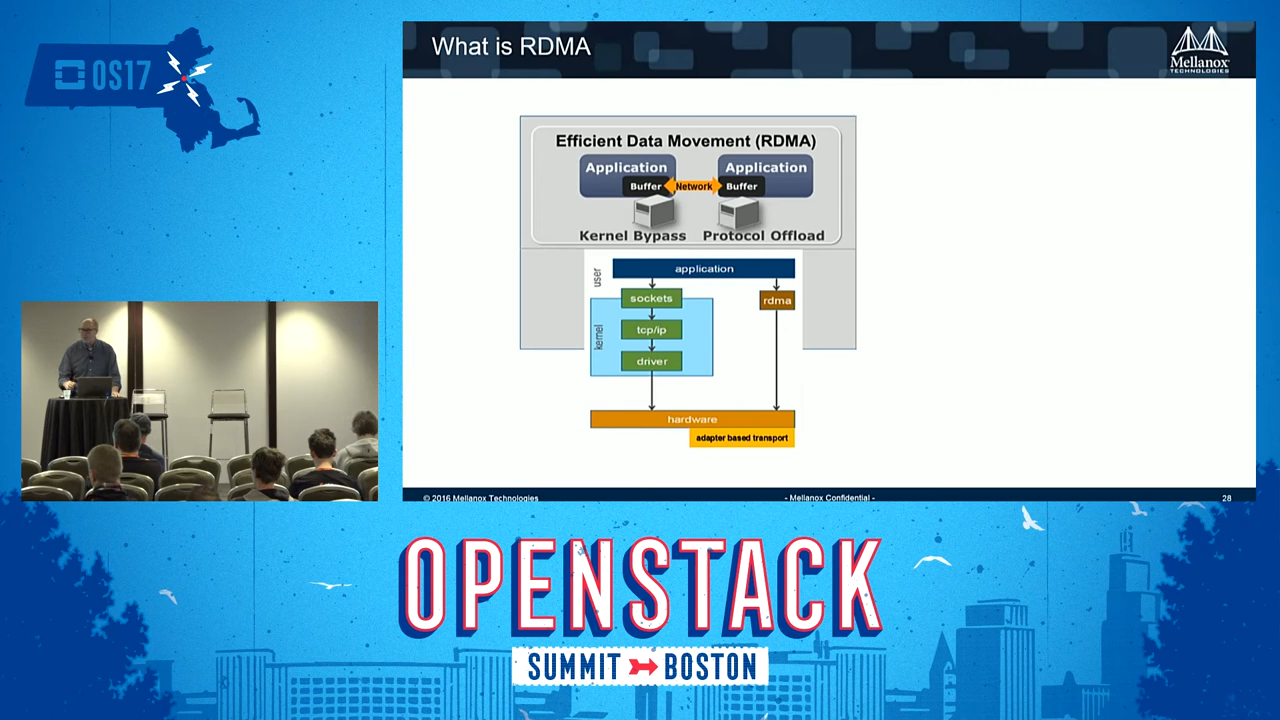 OS17
What is RDMA
Mellanox
TECHNOLOGIES
Efficient Data Movement (RDMA)
Application Application
Buffer Network Buffer
Kernel Bypass Protocol Offload
user
application
sockets
rdma
kernel
tcp/ip
driver
hardware
adapter based transport
© 2016 Mellanox Technologies - Mellanox Confidential - 28
OPENSTACK
SUMMIT BOSTON